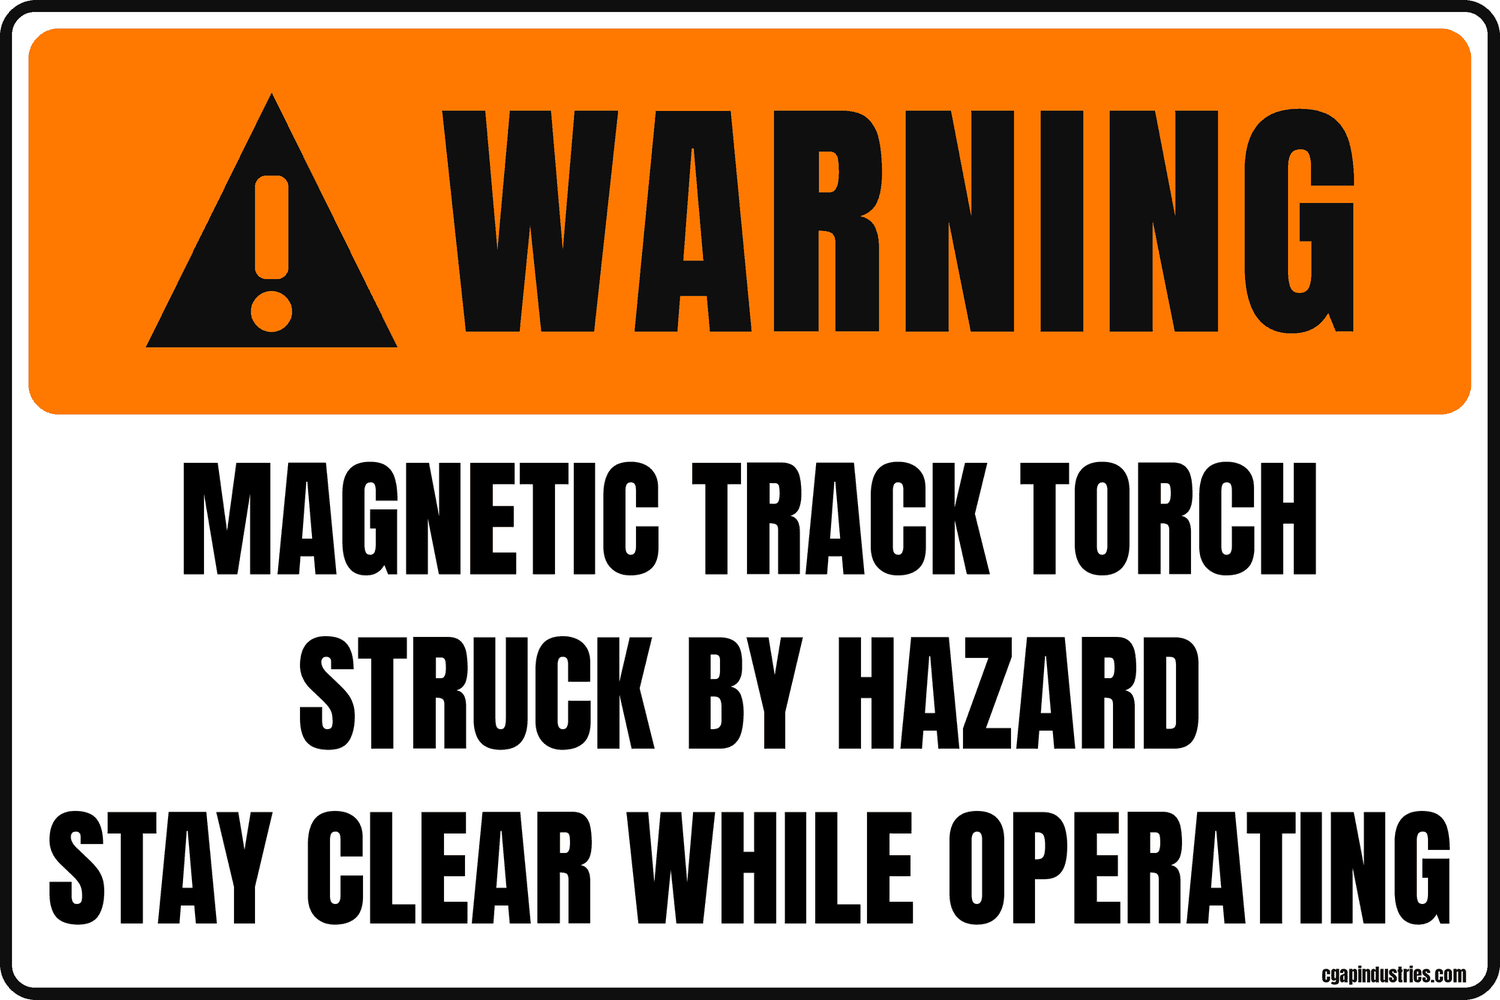 WARNING
MAGNETIC TRACK TORCH
STRUCK BY HAZARD
STAY CLEAR WHILE OPERATING
cgapindustries.com